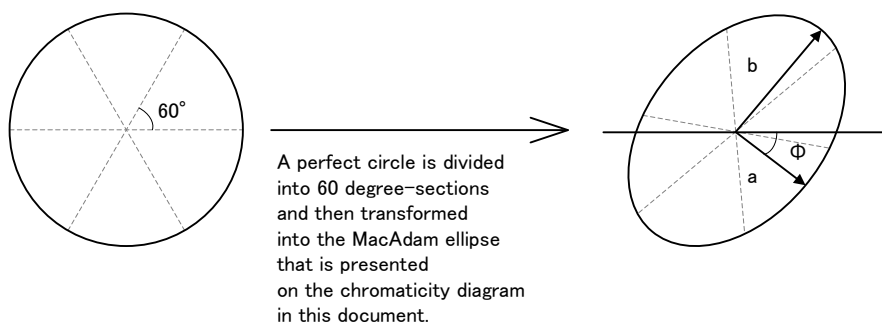 60°
A perfect circle is divided
into 60 degree-sections
and then transformed
into the MacAdam ellipse
that is presented
on the chromaticity diagram
in this document.
b
Φ
a